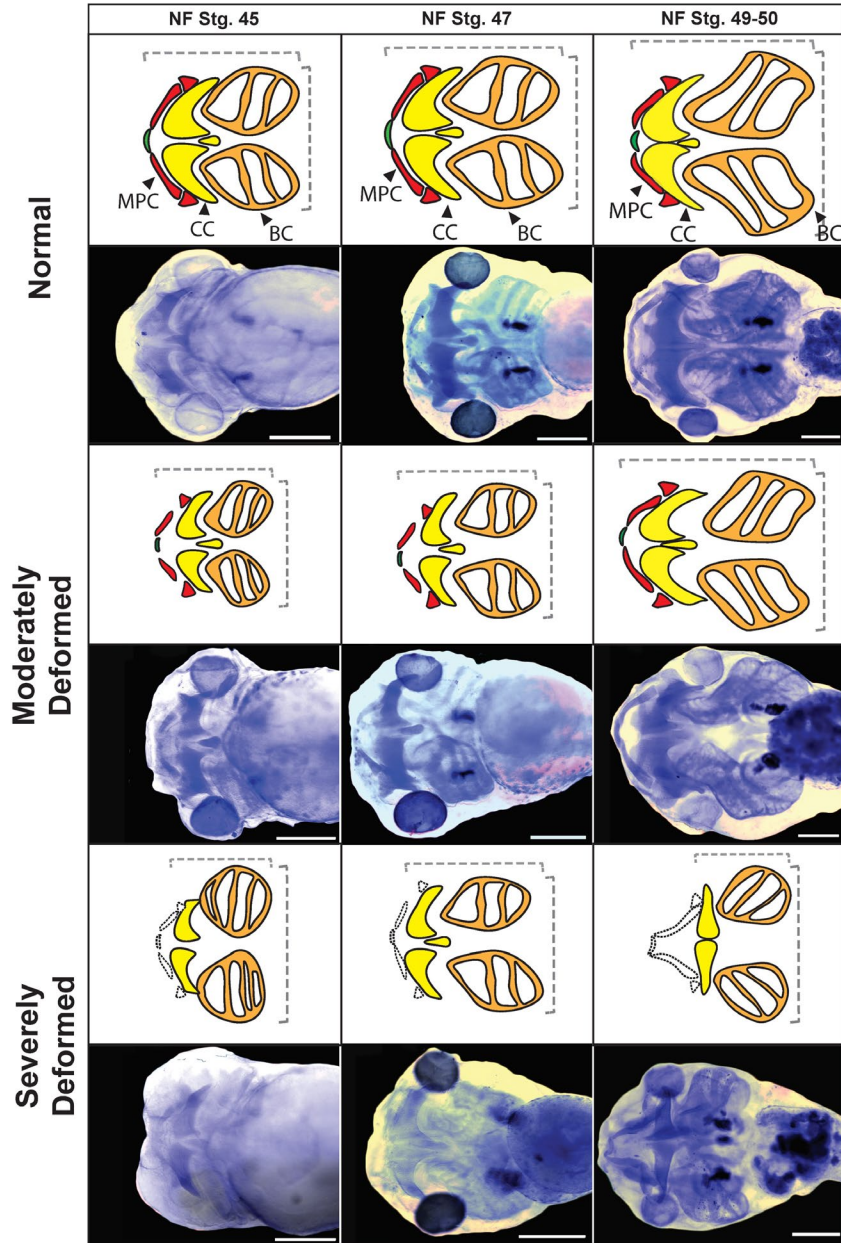 NF Stg. 45
NF Stg. 47
NF Stg. 49-50
Normal
MPC
CC
BC
MPC
CC
BC
MPC
CC
BC
Moderately
Deformed
Severely
Deformed